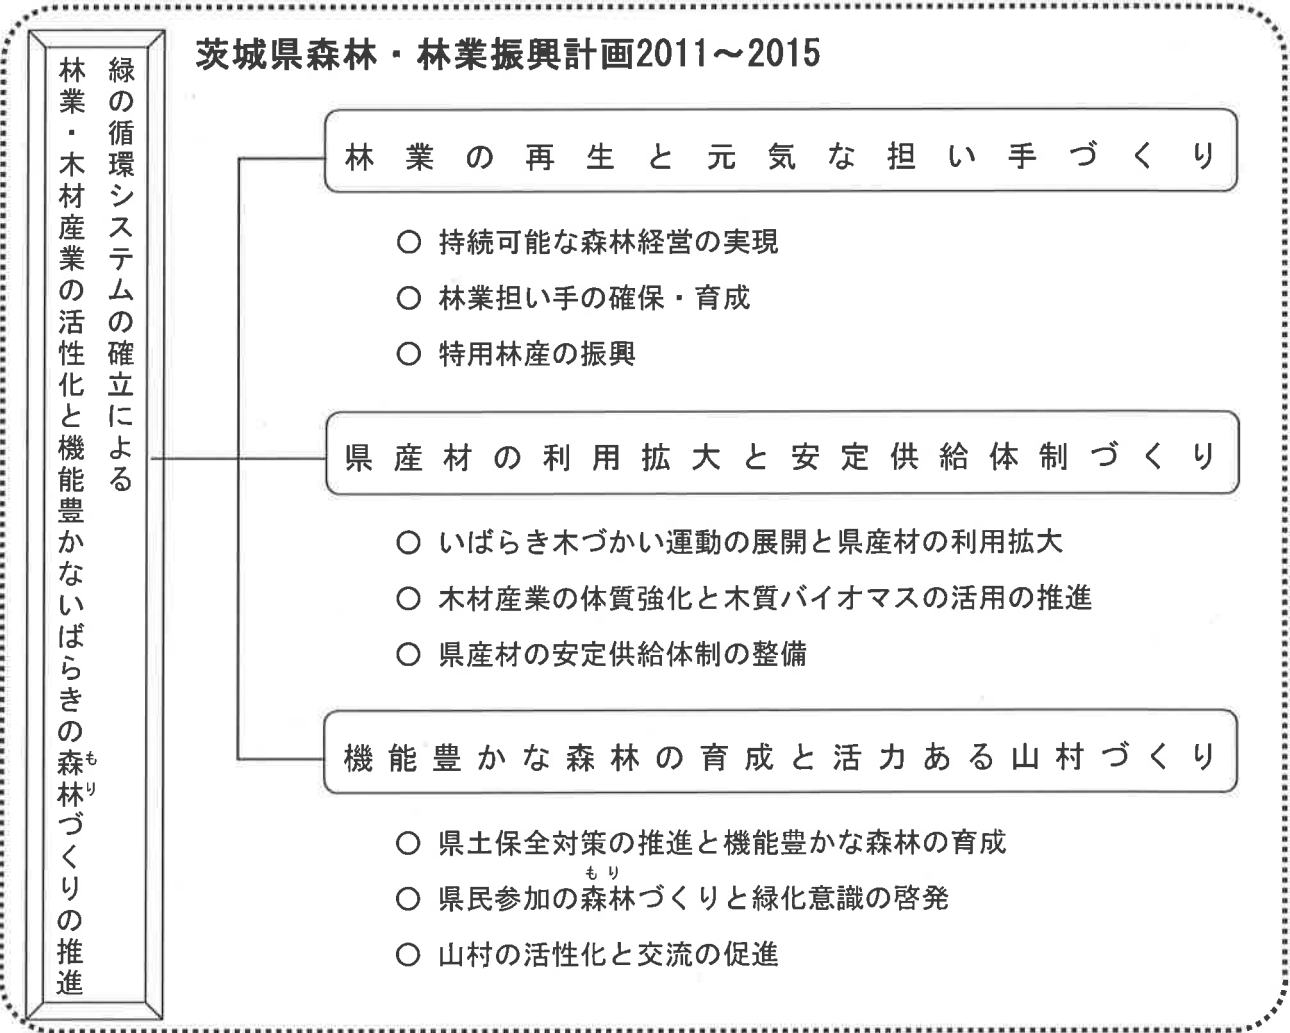 茨城県森林・林業振興計画2011～2015
緑の循環システムの確立による
林業・木材産業の活性化と機能豊かないばらきの森林づくりの推進
もり
林業の再生と元気な担い手づくり
○ 持続可能な森林経営の実現
○ 林業担い手の確保・育成
○ 特用林産の振興
県産材の利用拡大と安定供給体制づくり
○ いばらき木づかい運動の展開と県産材の利用拡大
○ 木材産業の体質強化と木質バイオマスの活用の推進
○ 県産材の安定供給体制の整備
機能豊かな森林の育成と活力ある山村づくり
○ 県土保全対策の推進と機能豊かな森林の育成
もり
○ 県民参加の森林づくりと緑化意識の啓発
○ 山村の活性化と交流の促進